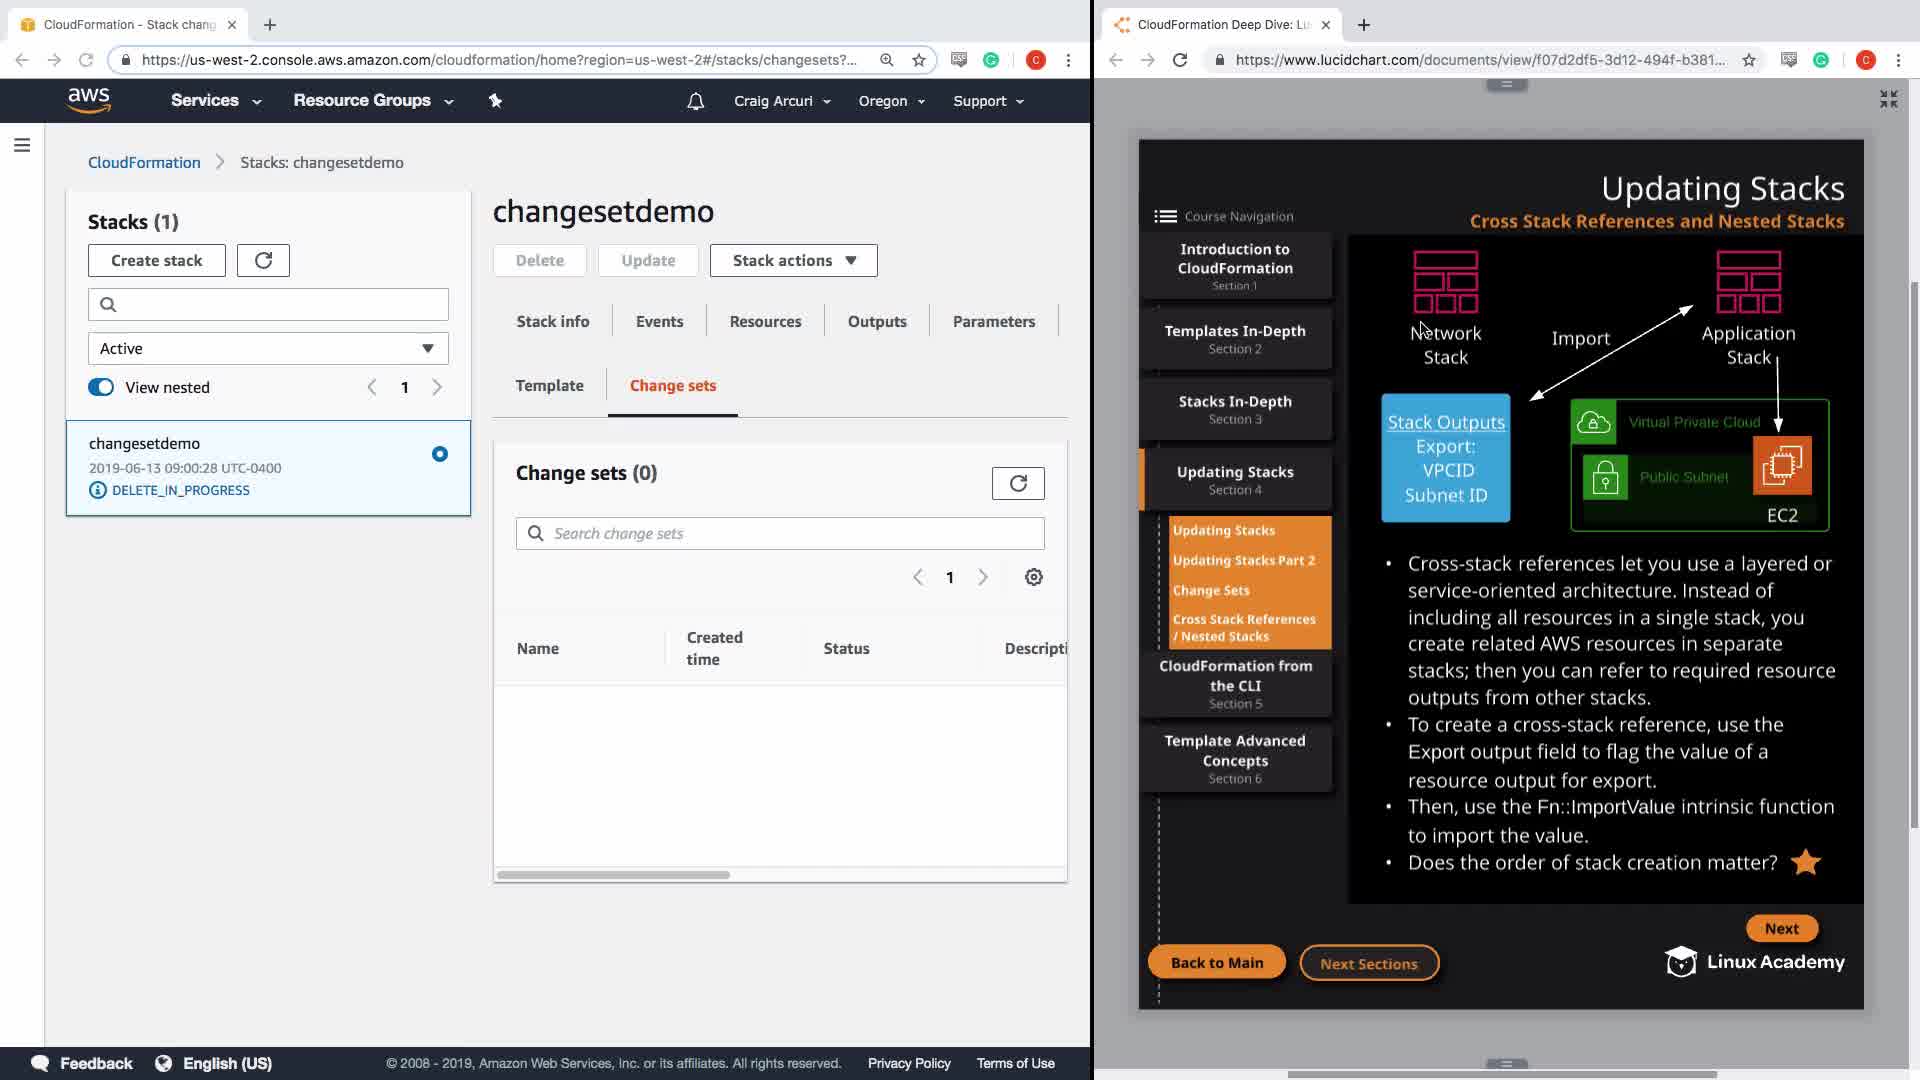 CloudFormation - Stack chang
https://us-west-2.console.aws.amazon.com/cloudformation/home?region=us-west-2#/stacks/changesets?...
C
aws
Services
Resource Groups
Craig Arcuri
Oregon
Support
CloudFormation
Stacks: changesetdemo
Stacks (1)
Create stack
Active
View nested
1
changesetdemo
2019-06-13 09:00:28 UTC-0400
DELETE_IN_PROGRESS
changesetdemo
Delete
Update
Stack actions
Stack info
Events
Resources
Outputs
Parameters
Template
Change sets
Change sets (0)
Search change sets
1
Name
Created
time
Status
Descripti
Feedback
English (US)
© 2008 - 2019, Amazon Web Services, Inc. or its affiliates. All rights reserved.
Privacy Policy
Terms of Use
CloudFormation Deep Dive: Lu
https://www.lucidchart.com/documents/view/f07d2df5-3d12-494f-b381...
C
Updating Stacks
Cross Stack References and Nested Stacks
Course Navigation
Introduction to
CloudFormation
Section 1
Templates In-Depth
Section 2
Stacks In-Depth
Section 3
Updating Stacks
Section 4
Updating Stacks
Updating Stacks Part 2
Change Sets
Cross Stack References
/ Nested Stacks
CloudFormation from
the CLI
Section 5
Template Advanced
Concepts
Section 6
Network
Stack
Import
Application
Stack
Stack Outputs
Export:
VPCID
Subnet ID
Virtual Private Cloud
Public Subnet
EC2
• Cross-stack references let you use a layered or
service-oriented architecture. Instead of
including all resources in a single stack, you
create related AWS resources in separate
stacks; then you can refer to required resource
outputs from other stacks.
• To create a cross-stack reference, use the
Export output field to flag the value of a
resource output for export.
• Then, use the Fn::ImportValue intrinsic function
to import the value.
• Does the order of stack creation matter?
Next
Back to Main
Next Sections
Linux Academy